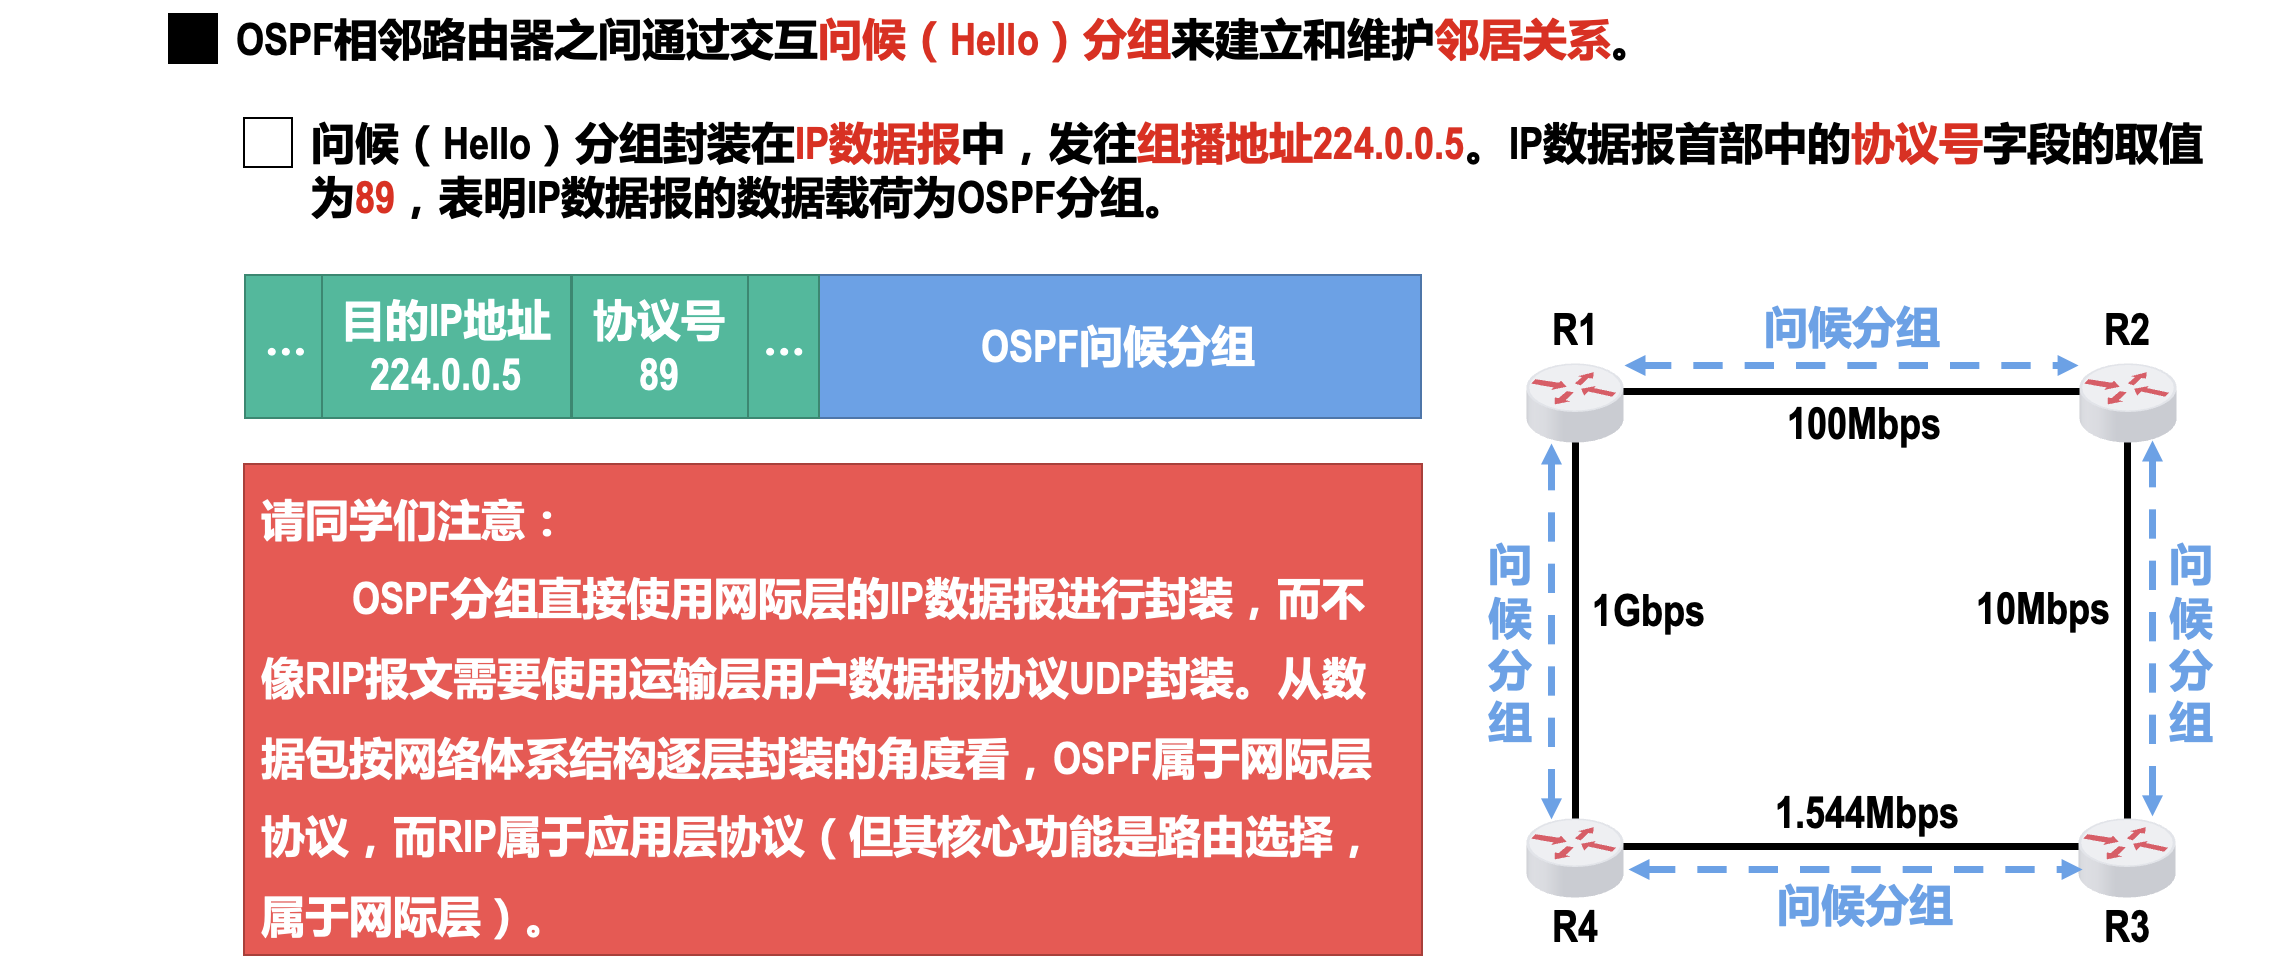 OSPF相邻路由器之间通过交互问候（Hello）分组来建立和维护邻居关系。
问候（Hello）分组封装在IP数据报中，发往组播地址224.0.0.5。IP数据报首部中的协议号字段的取值
为89，表明IP数据报的数据载荷为OSPF分组。
… 目的IP地址 协议号 … OSPF问候分组
224.0.0.5 89
请同学们注意：
OSPF分组直接使用网际层的IP数据报进行封装，而不
像RIP报文需要使用运输层用户数据报协议UDP封装。从数
据包按网络体系结构逐层封装的角度看，OSPF属于网际层
协议，而RIP属于应用层协议（但其核心功能是路由选择，
属于网际层）。
R1 问候分组 R2
100Mbps
问候分组
1Gbps
10Mbps
问候分组
1.544Mbps
问候分组
R4 R3